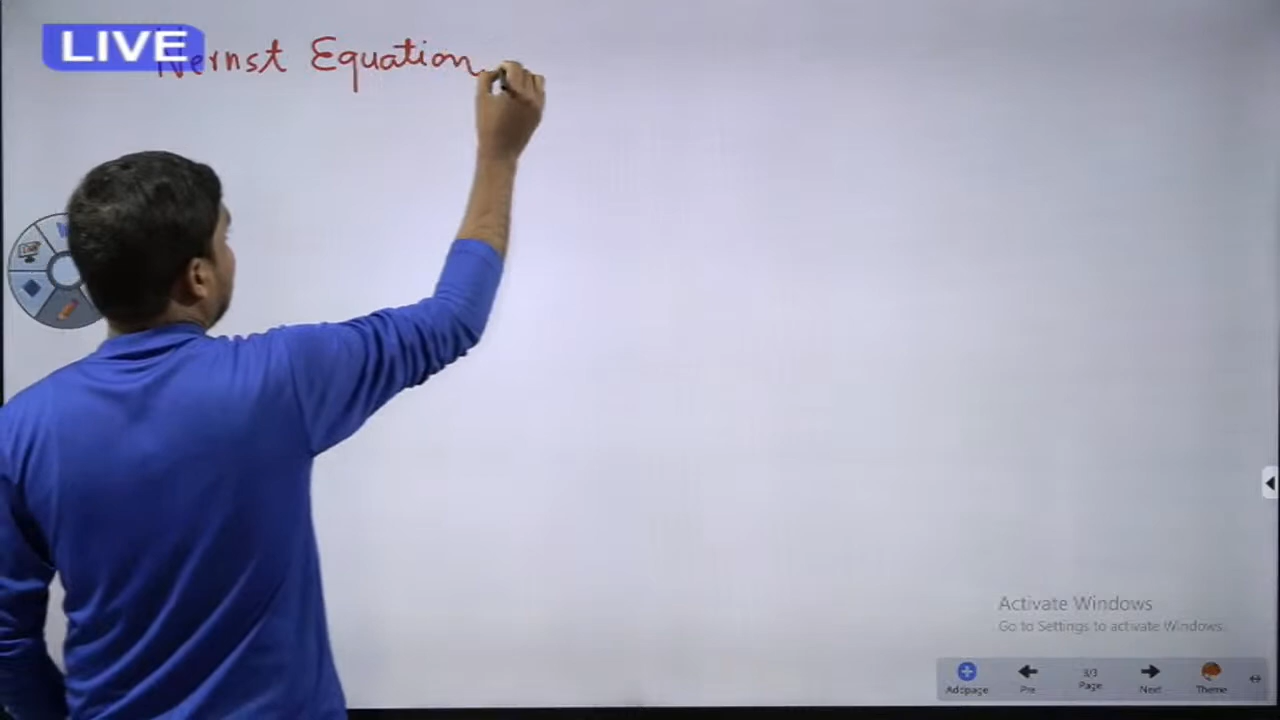 LIVE
Nernst Equation
Activate Windows
Go to Settings to activate Windows.
Addpage
Pre
3/3
Page
Next
Theme